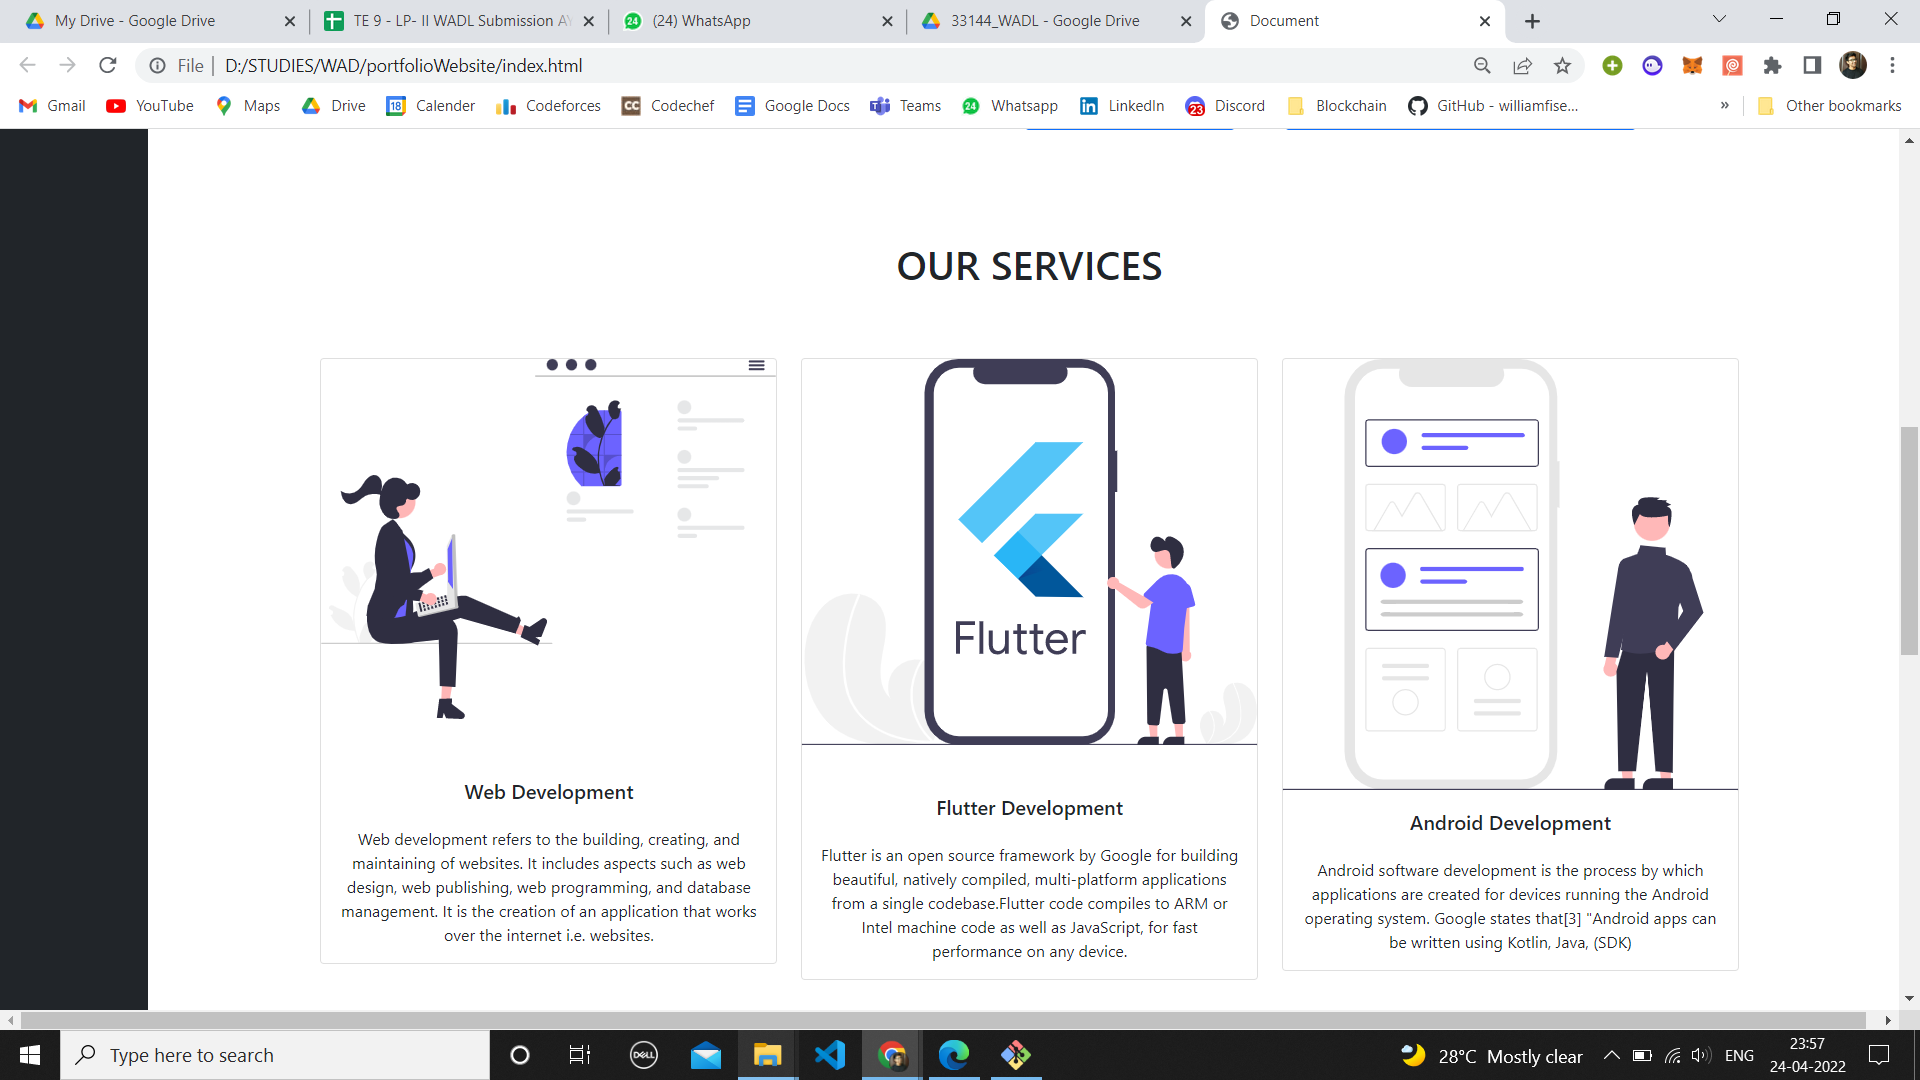 My Drive - Google Drive
TE 9 - LP- II WADL Submission AY
(24) WhatsApp
33144_WADL - Google Drive
Document
File
D:/STUDIES/WAD/portfolioWebsite/index.html
Gmail
YouTube
Maps
Drive
18
Calender
Codeforces
CC
Codechef
Google Docs
Teams
24
Whatsapp
LinkedIn
23
Discord
Blockchain
GitHub - williamfise...
»
Other bookmarks
OUR SERVICES
Flutter
Web Development
Web development refers to the building, creating, and
maintaining of websites. It includes aspects such as web
design, web publishing, web programming, and database
management. It is the creation of an application that works
over the internet i.e. websites.
Flutter Development
Flutter is an open source framework by Google for building
beautiful, natively compiled, multi-platform applications
from a single codebase.Flutter code compiles to ARM or
Intel machine code as well as JavaScript, for fast
performance on any device.
Android Development
Android software development is the process by which
applications are created for devices running the Android
operating system. Google states that[3] "Android apps can
be written using Kotlin, Java, (SDK)
Type here to search
DELL
28°C Mostly clear
ENG
23:57
24-04-2022